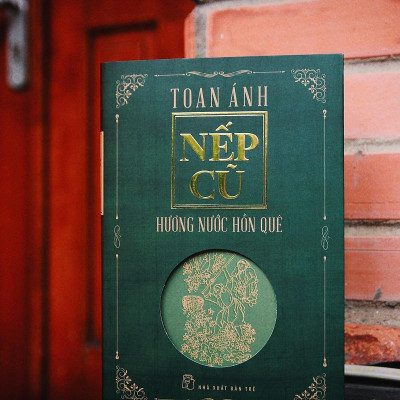 TOAN ÁNH
NẾP
CŨ
HƯƠNG NƯỚC HỒN QUÊ
NHÀ XUẤT BẢN TRẺ